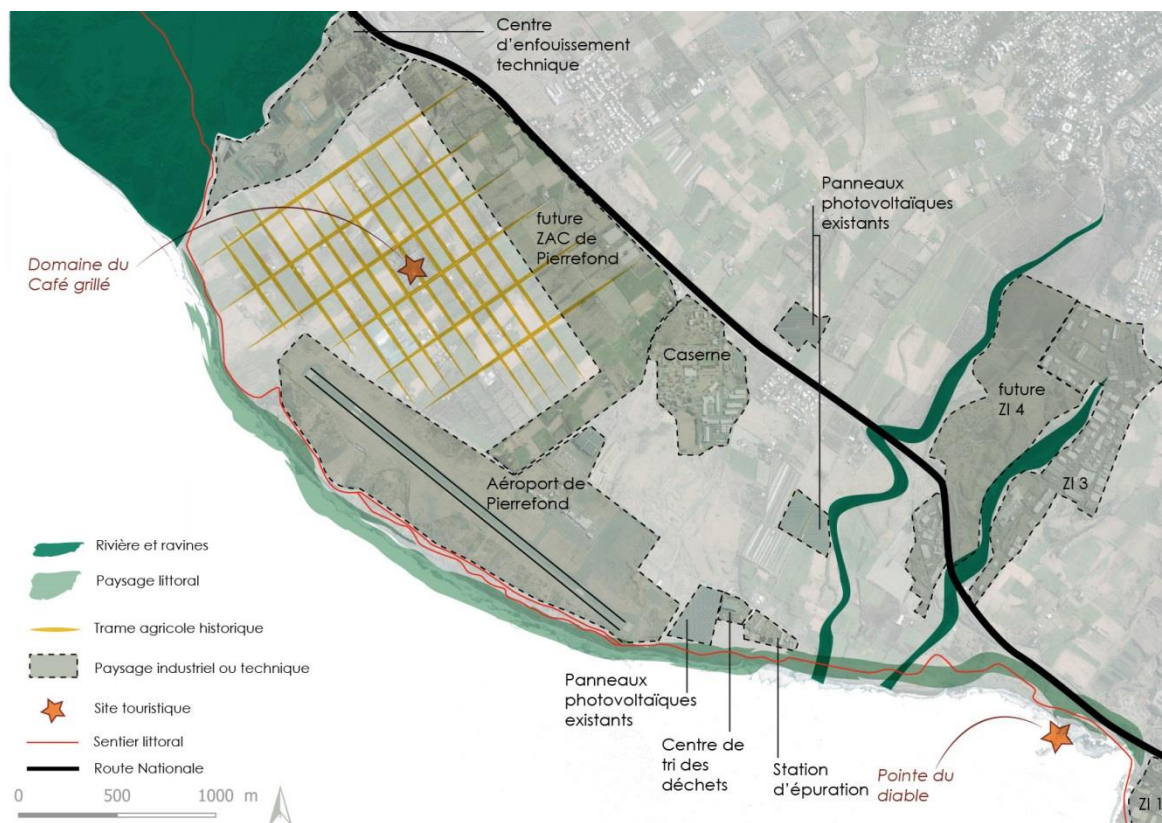 Centre
d'enfouissement
technique
Panneaux
photovoltaïques
existants
future
ZAC de
Pierrefond
Domaine du
Café grillé
Caserne
future
ZI 4
ZI 3
Aéroport de
Pierrefond
Rivière et ravines
Paysage littoral
Trame agricole historique
Paysage industriel ou technique
Site touristique
Sentier littoral
Route Nationale
0 500 1000 m
Panneaux
photovoltaïques
existants
Centre de
tri des
déchets
Station
d'épuration
Pointe du
diable
ZI 1